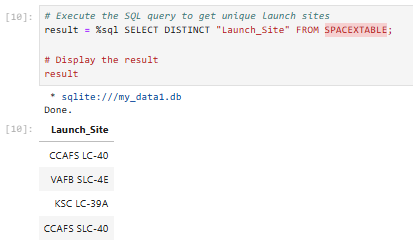 [10]:
# Execute the SQL query to get unique launch sites
result = %sql SELECT DISTINCT "Launch_Site" FROM SPACEXTABLE;
# Display the result
result
* sqlite:///my_data1.db
Done.
[10]:
Launch_Site
CCAFS LC-40
VAFB SLC-4E
KSC LC-39A
CCAFS SLC-40